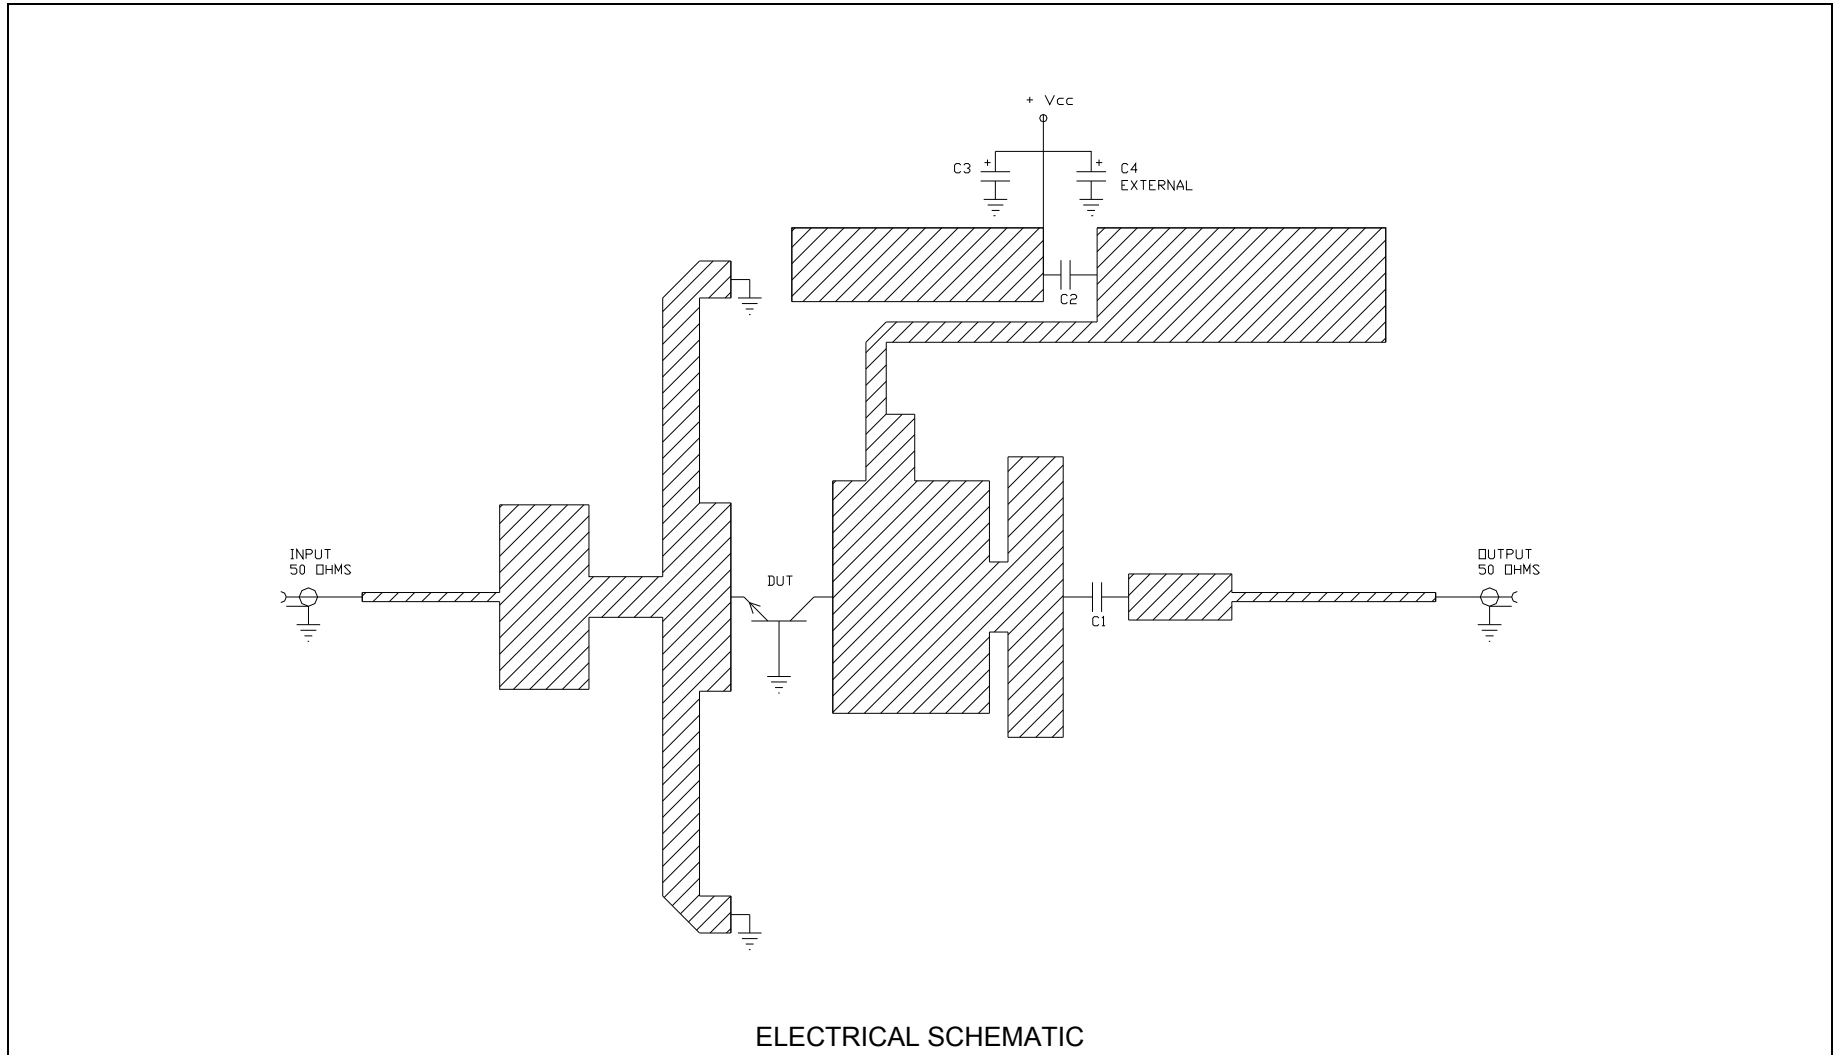 + Vcc
C3 +
+ C4
EXTERNAL
C2
INPUT
50 OHMS
DUT
C1
OUTPUT
50 OHMS
ELECTRICAL SCHEMATIC